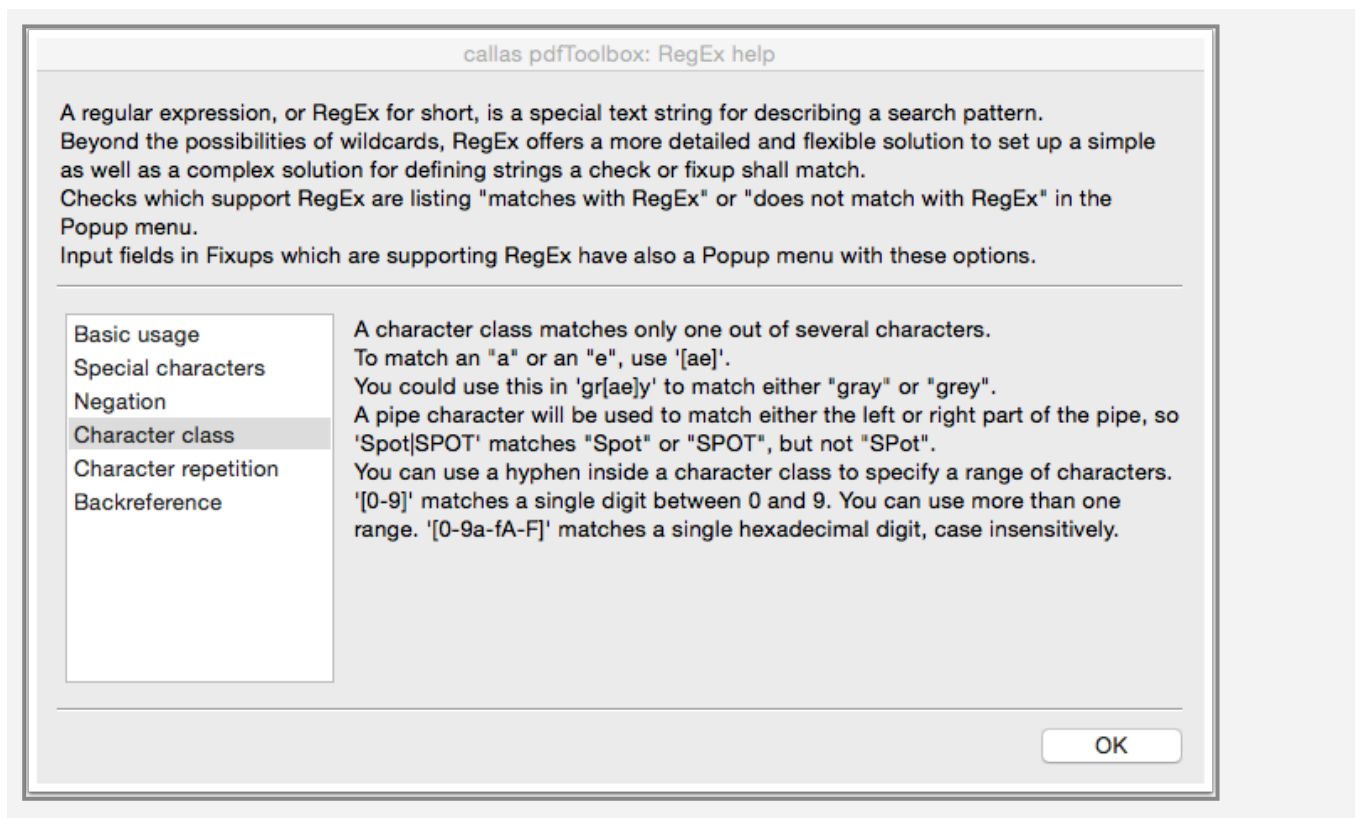 callas pdfToolbox: RegEx help
A regular expression, or RegEx for short, is a special text string for describing a search pattern.
Beyond the possibilities of wildcards, RegEx offers a more detailed and flexible solution to set up a simple
as well as a complex solution for defining strings a check or fixup shall match.
Checks which support RegEx are listing "matches with RegEx" or "does not match with RegEx" in the
Popup menu.
Input fields in Fixups which are supporting RegEx have also a Popup menu with these options.
Basic usage
Special characters
Negation
Character class
Character repetition
Backreference
A character class matches only one out of several characters.
To match an "a" or an "e", use '[ae]'.
You could use this in 'gr[ae]y' to match either "gray" or "grey".
A pipe character will be used to match either the left or right part of the pipe, so
'Spot|SPOT' matches "Spot" or "SPOT", but not "SPot".
You can use a hyphen inside a character class to specify a range of characters.
'[0-9]' matches a single digit between 0 and 9. You can use more than one
range. '[0-9a-fA-F]' matches a single hexadecimal digit, case insensitively.
OK